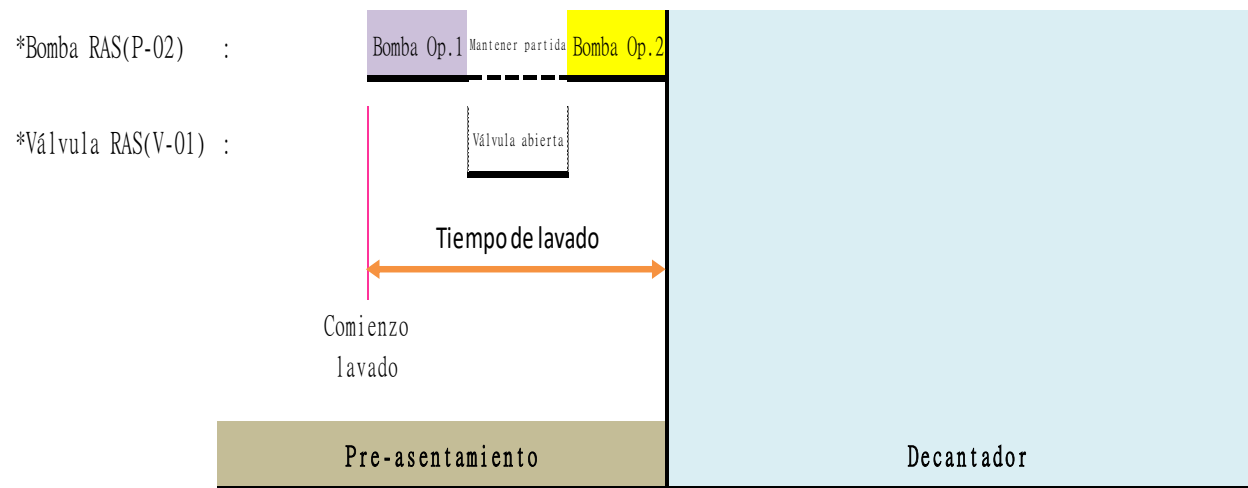 *Bomba RAS(P-02) :
Bomba Op.1
Mantener partida
Bomba Op.2
*Válvula RAS(V-01) :
Válvula abierta
Tiempo de lavado
Comienzo
lavado
Pre-asentamiento
Decantador